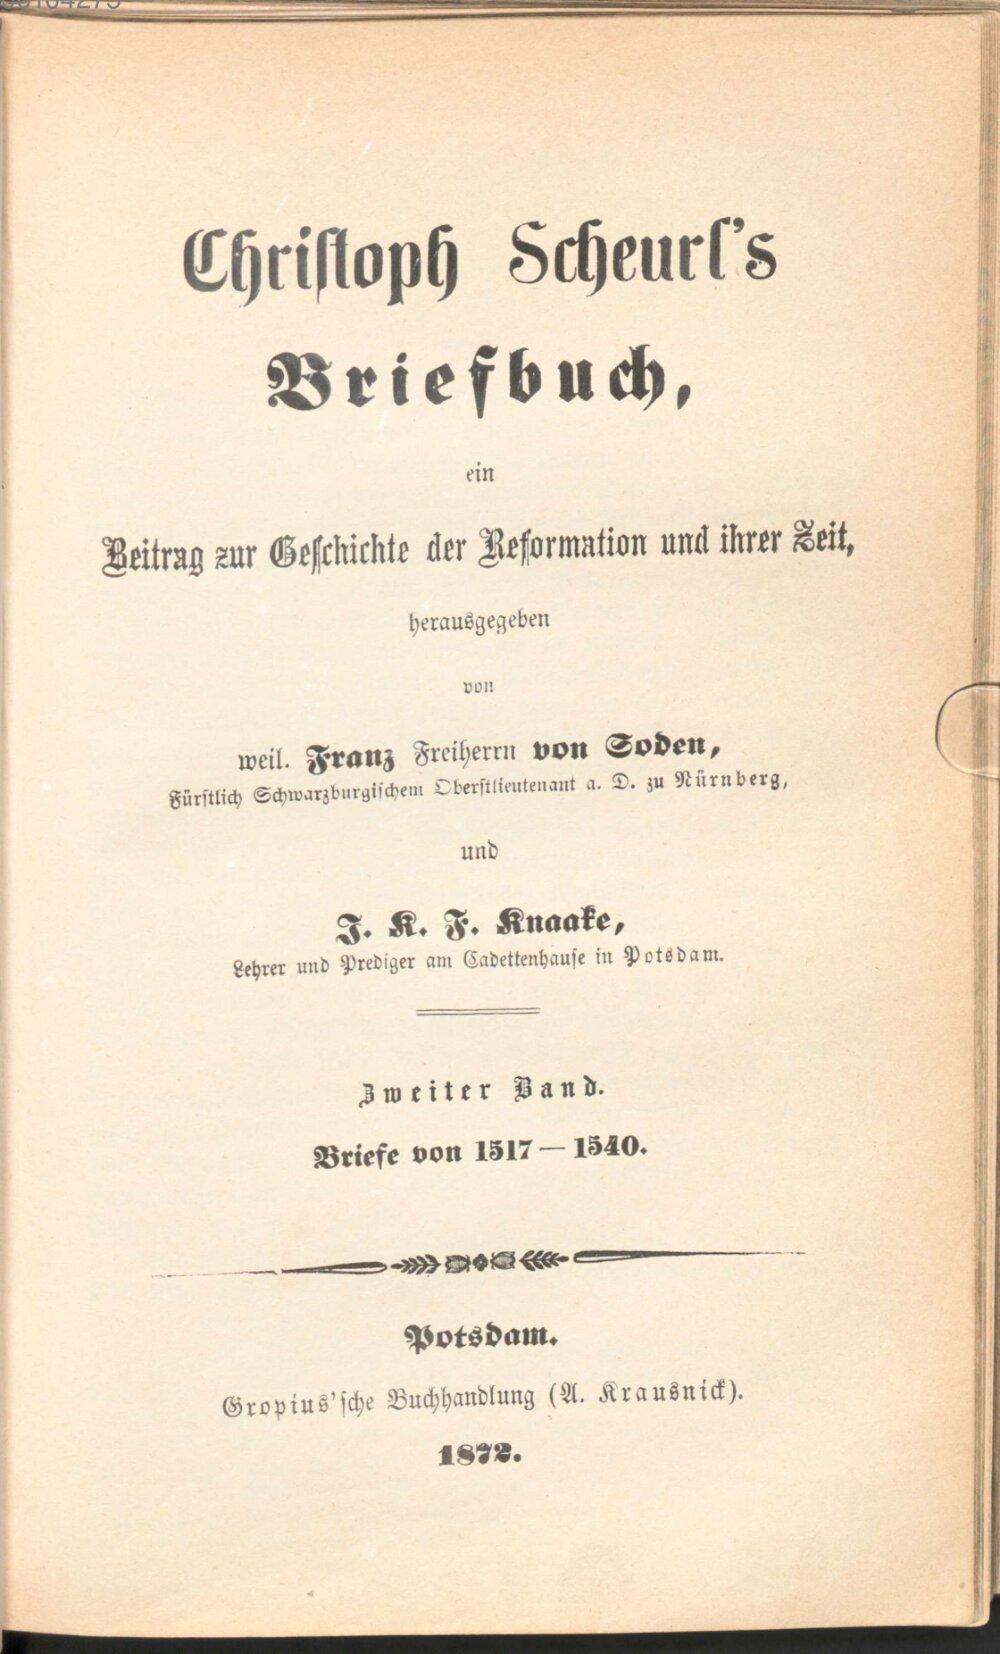 Christoph Scheurl's
Briefbuch,
ein
Beitrag zur Geschichte der Reformation und ihrer Zeit,
herausgegeben
von
weil. Franz Freiherrn von Soden,
Fürstlich Schwarzburgischem Oberstlieutenant a. D. zu Nürnberg,
und
J. K. F. Knaake,
Lehrer und Prediger am Cadettenhause in Potsdam.
Zweiter Band.
Briefe von 1517 — 1540.
Potsdam.
Gropius'sche Buchhandlung (A. Krausnick).
1872.